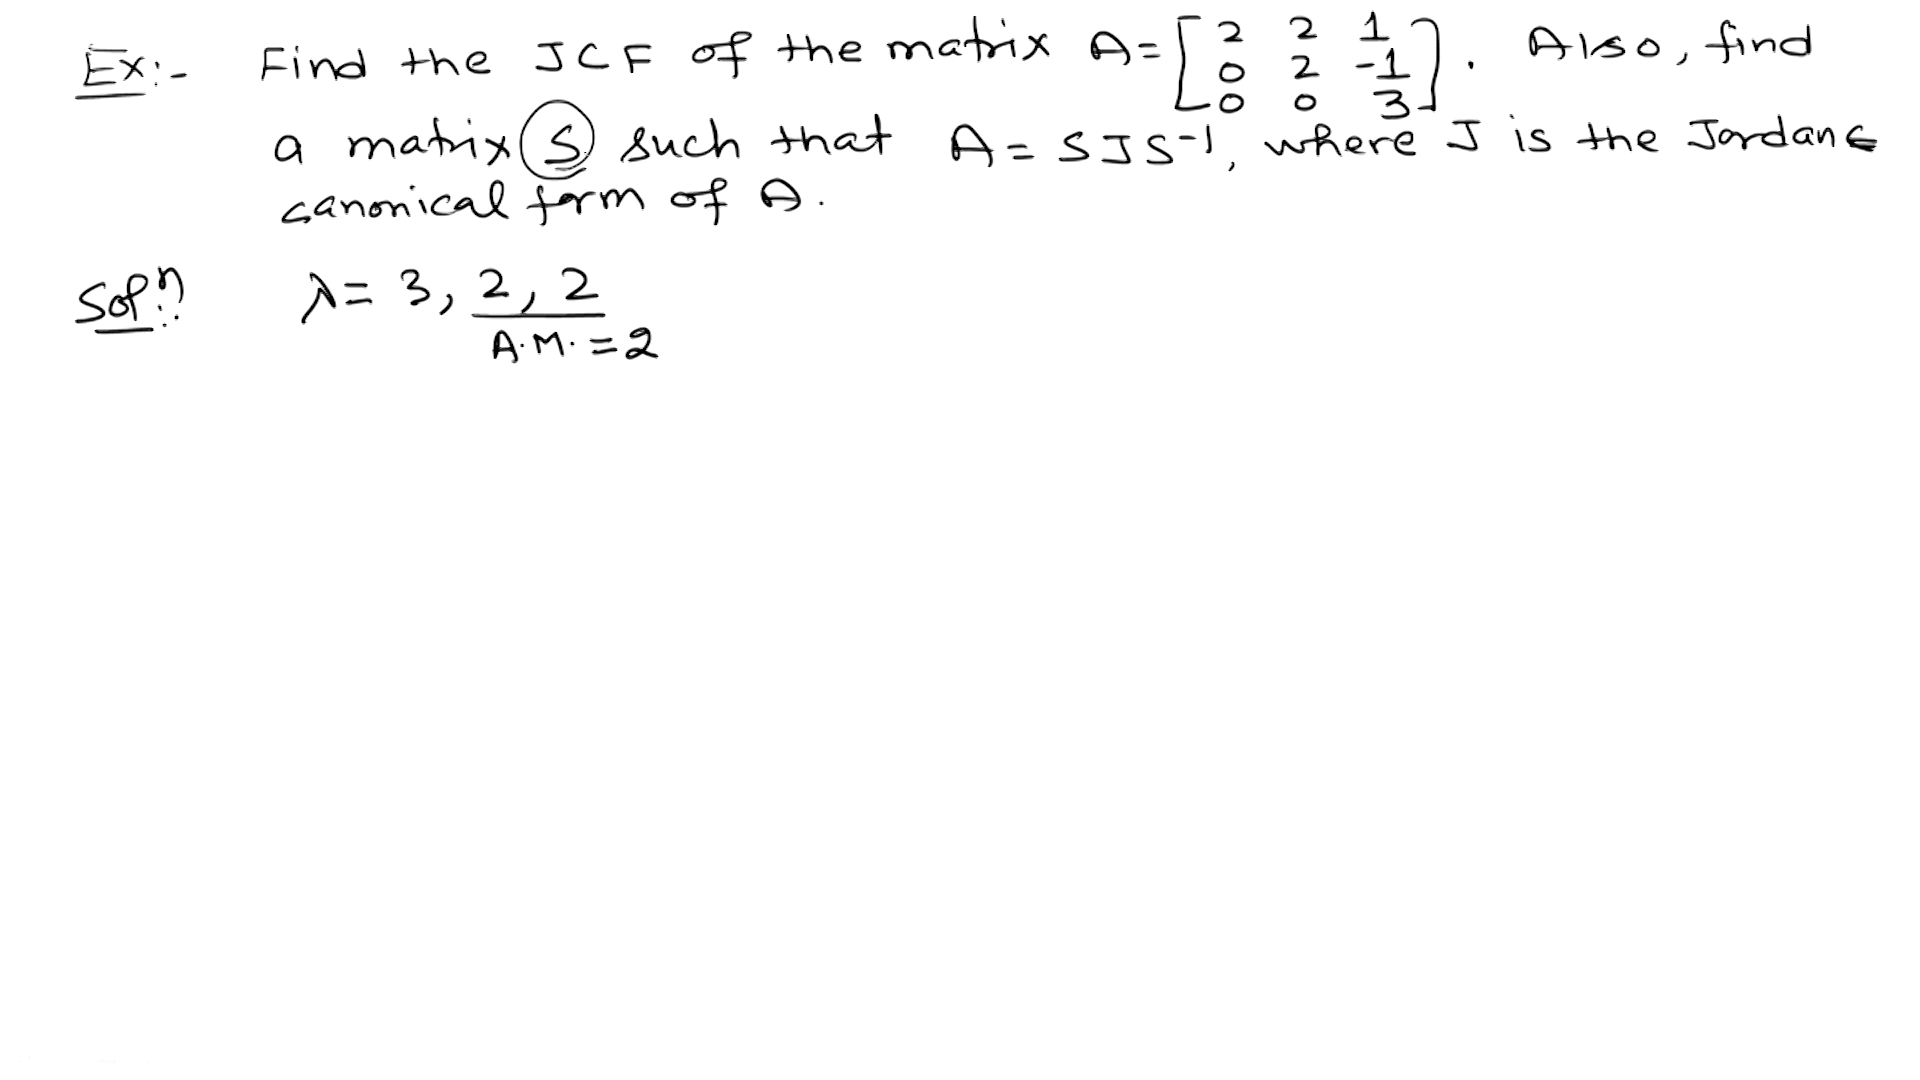 Ex:- Find the JCF of the matrix A = [2 2 1; 0 2 -1; 0 0 3]. Also, find
a matrix S such that A = SJS⁻¹, where J is the Jordan
canonical form of A.
Solⁿ: λ = 3, 2, 2
A.M. = 2